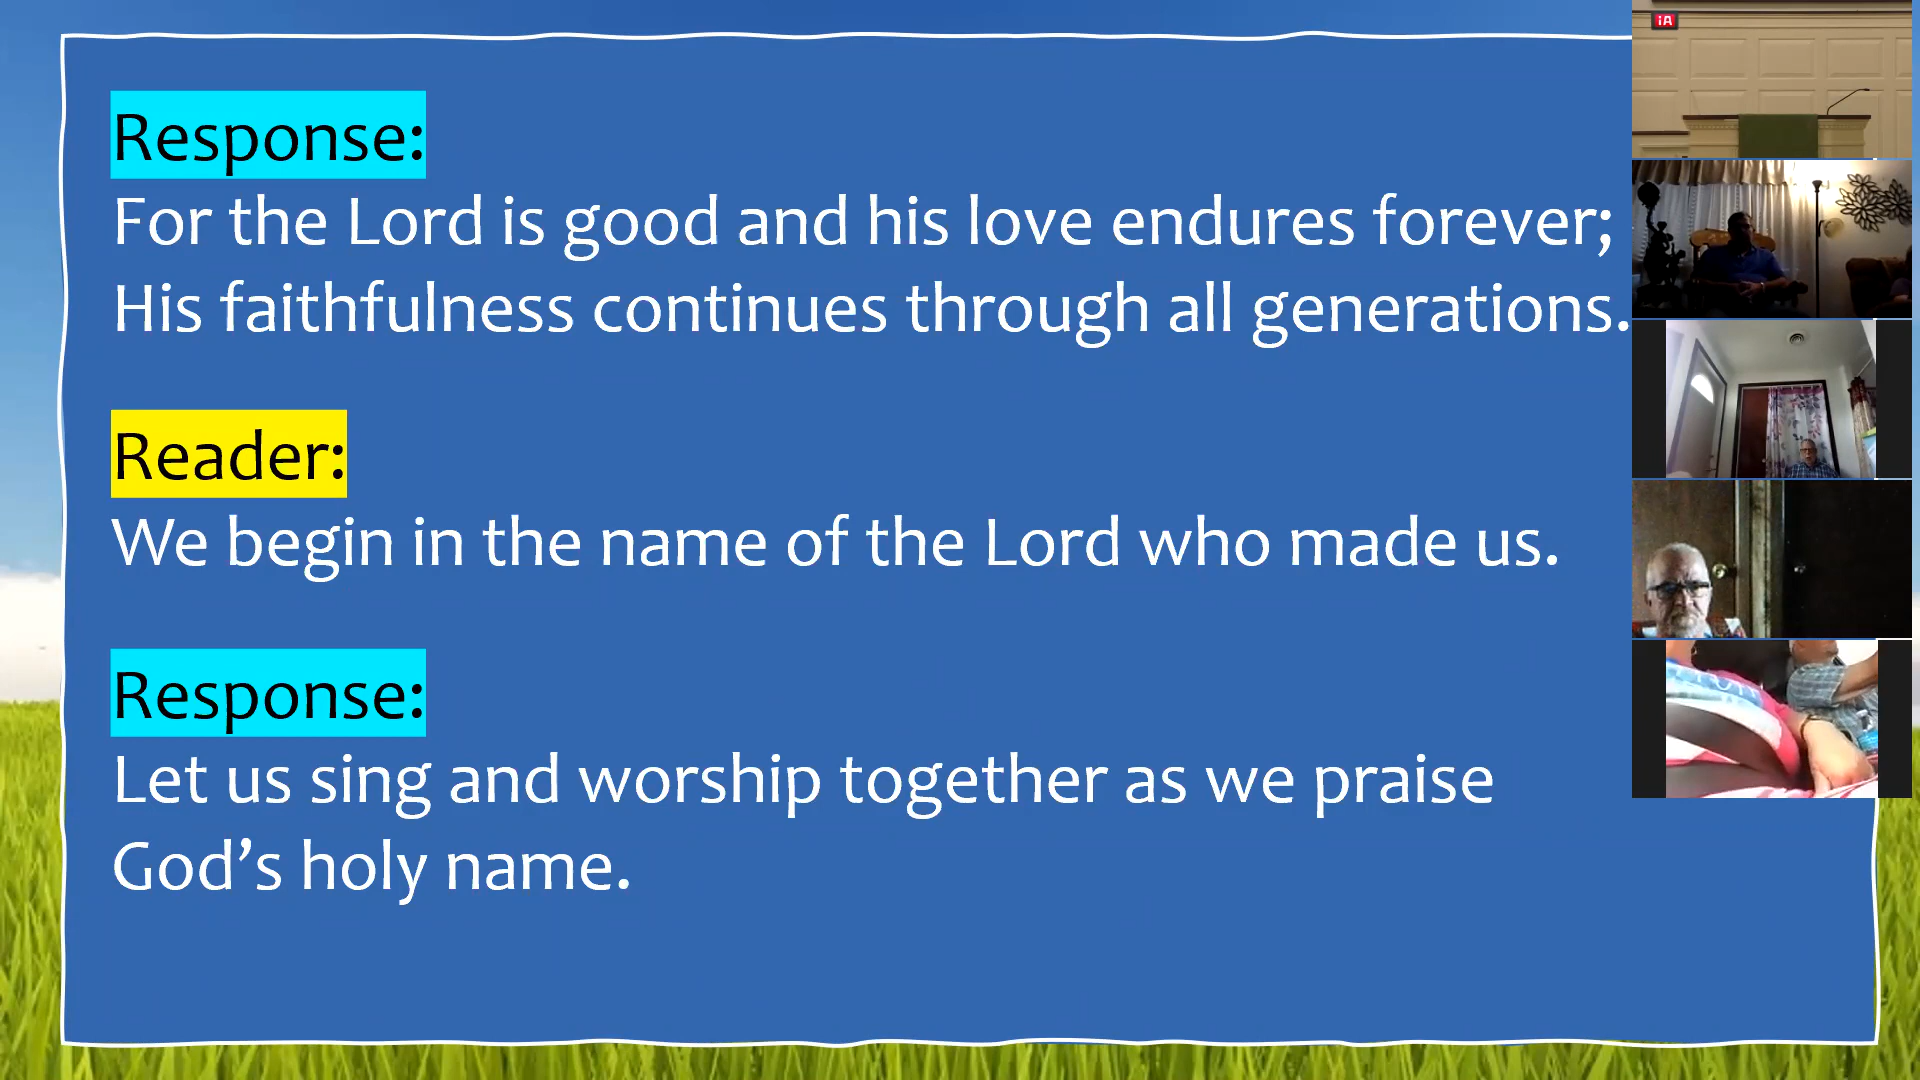 Response:
For the Lord is good and his love endures forever;
His faithfulness continues through all generations.
Reader:
We begin in the name of the Lord who made us.
Response:
Let us sing and worship together as we praise
God’s holy name.
iA